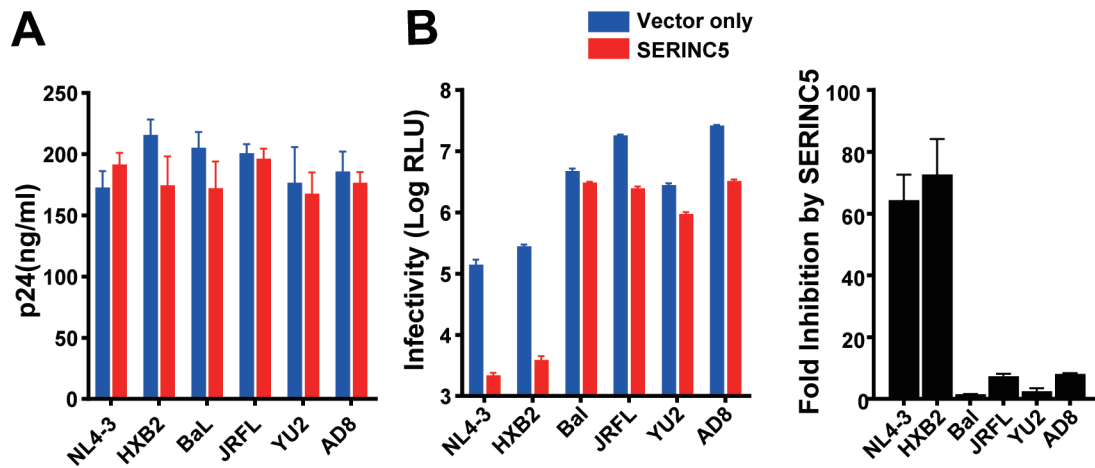 A
p24(ng/ml)
250
200
150
100
50
0
NL4-3
HXB2
BaL
JRFL
YU2
AD8
B
Vector only
SERINC5
Infectivity (Log RLU)
8
7
6
5
4
3
NL4-3
HXB2
Bal
JRFL
YU2
AD8
Fold Inhibition by SERINC5
100
80
60
40
20
0
NL4-3
HXB2
Bal
JRFL
YU2
AD8